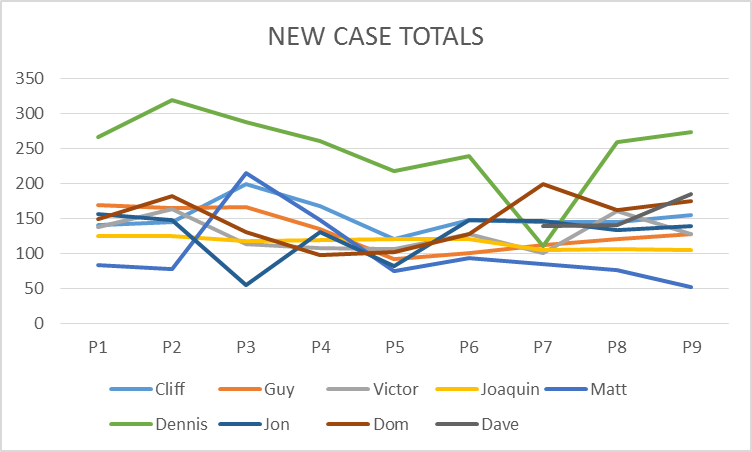 NEW CASE TOTALS
350
300
250
200
150
100
50
0
P1 P2 P3 P4 P5 P6 P7 P8 P9
Cliff Guy Victor Joaquin Matt
Dennis Jon Dom Dave